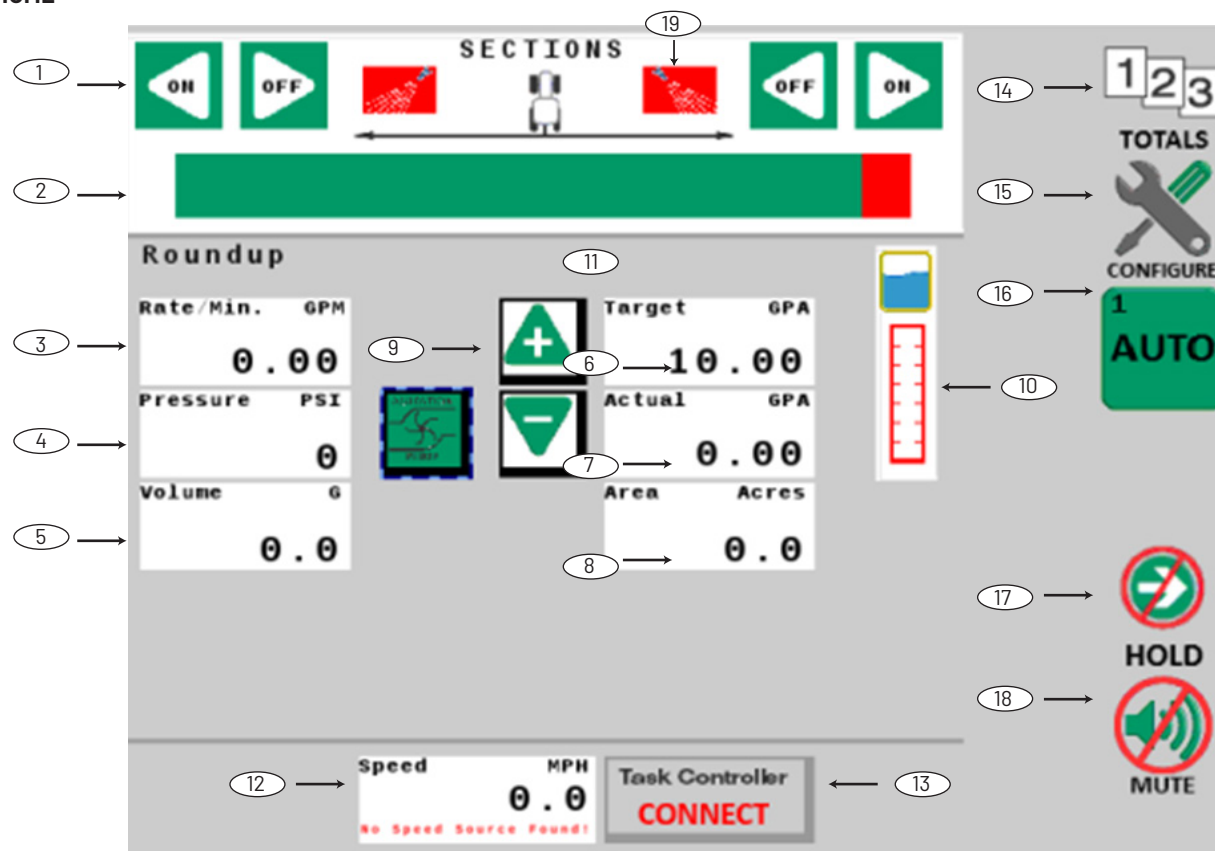 19
SECTIONS
1
ON
OFF
OFF
ON
14
1 2 3
TOTALS
2
15
CONFIGURE
Roundup
11
16
1
AUTO
Rate/Min. GPM
0.00
3
9
Target GPA
10.00
6
10
Pressure PSI
0
4
Actual GPA
0.00
7
Volume G
0.0
5
Area Acres
0.0
8
17
HOLD
18
MUTE
12
Speed MPH
0.0
No Speed Source Found!
Task Controller
CONNECT
13